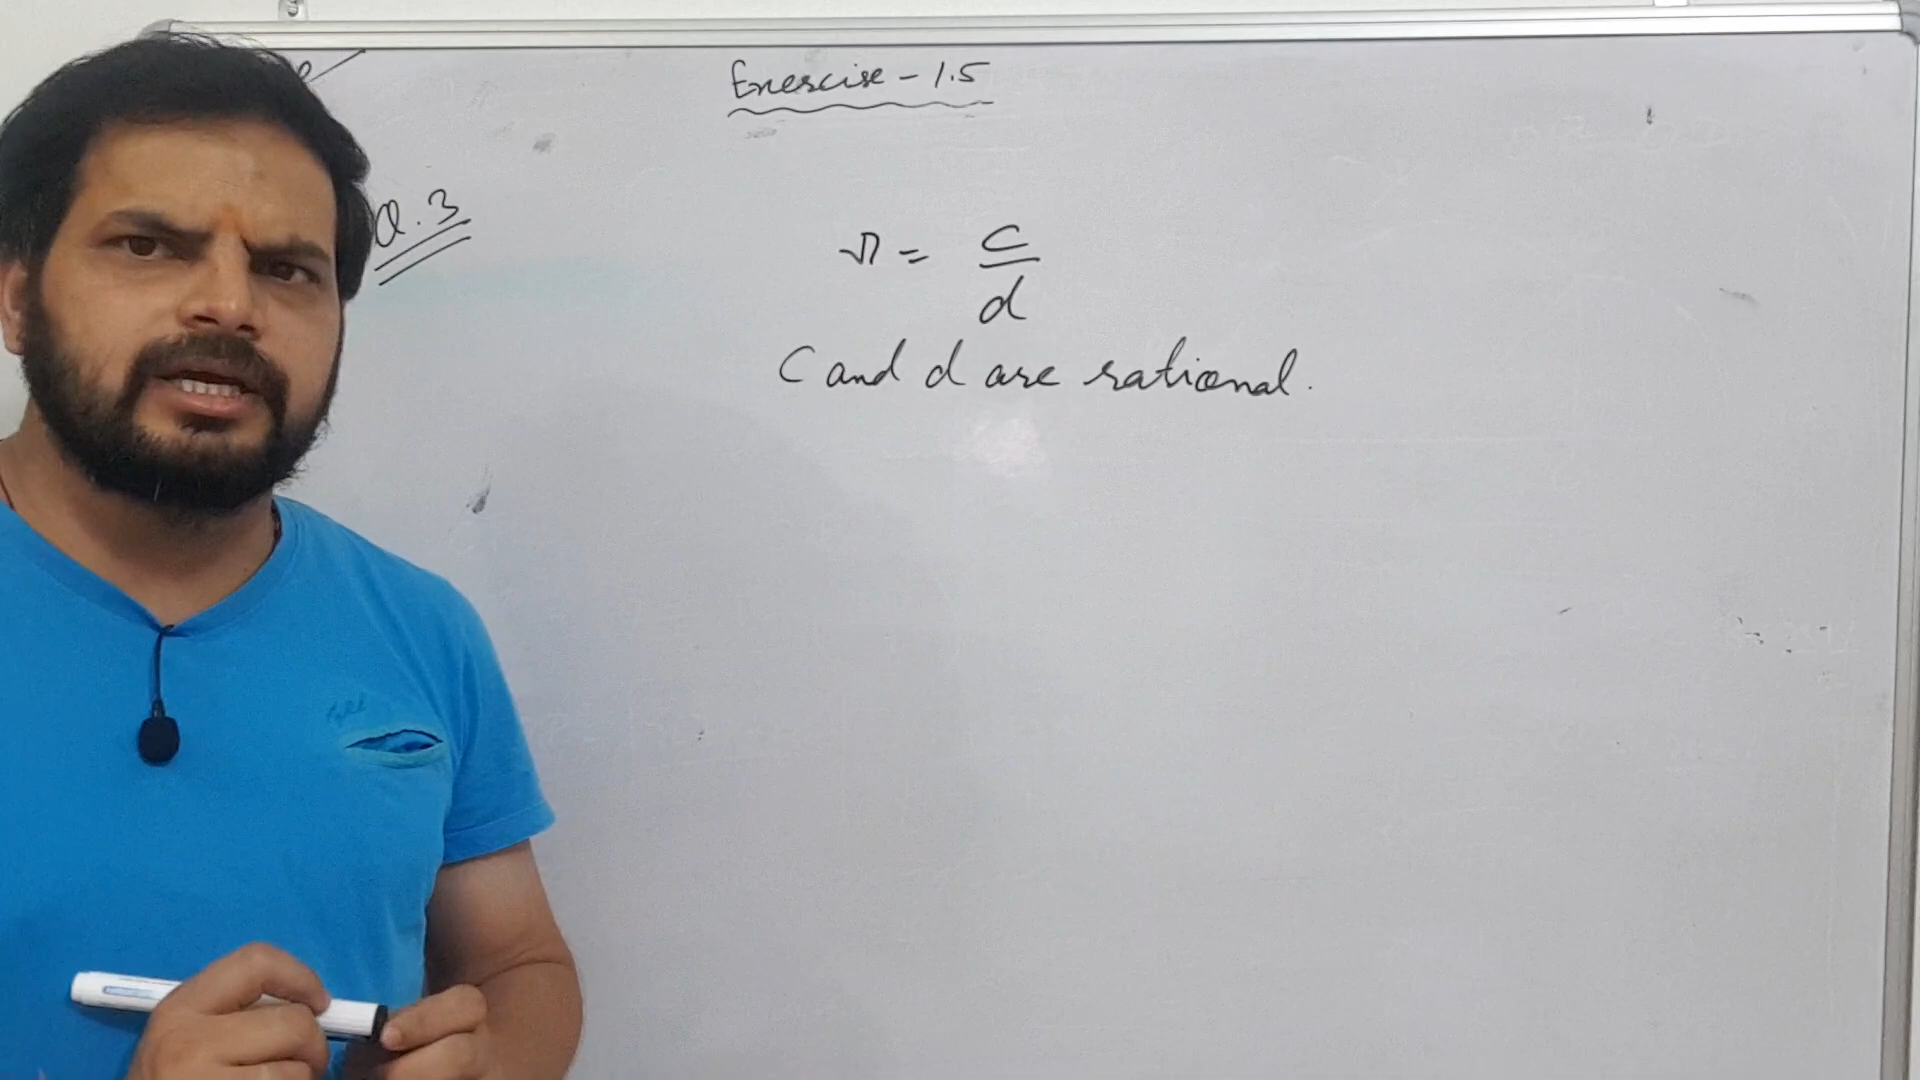 Exercise - 1.5
Q.3
π = c/d
C and d are rational.